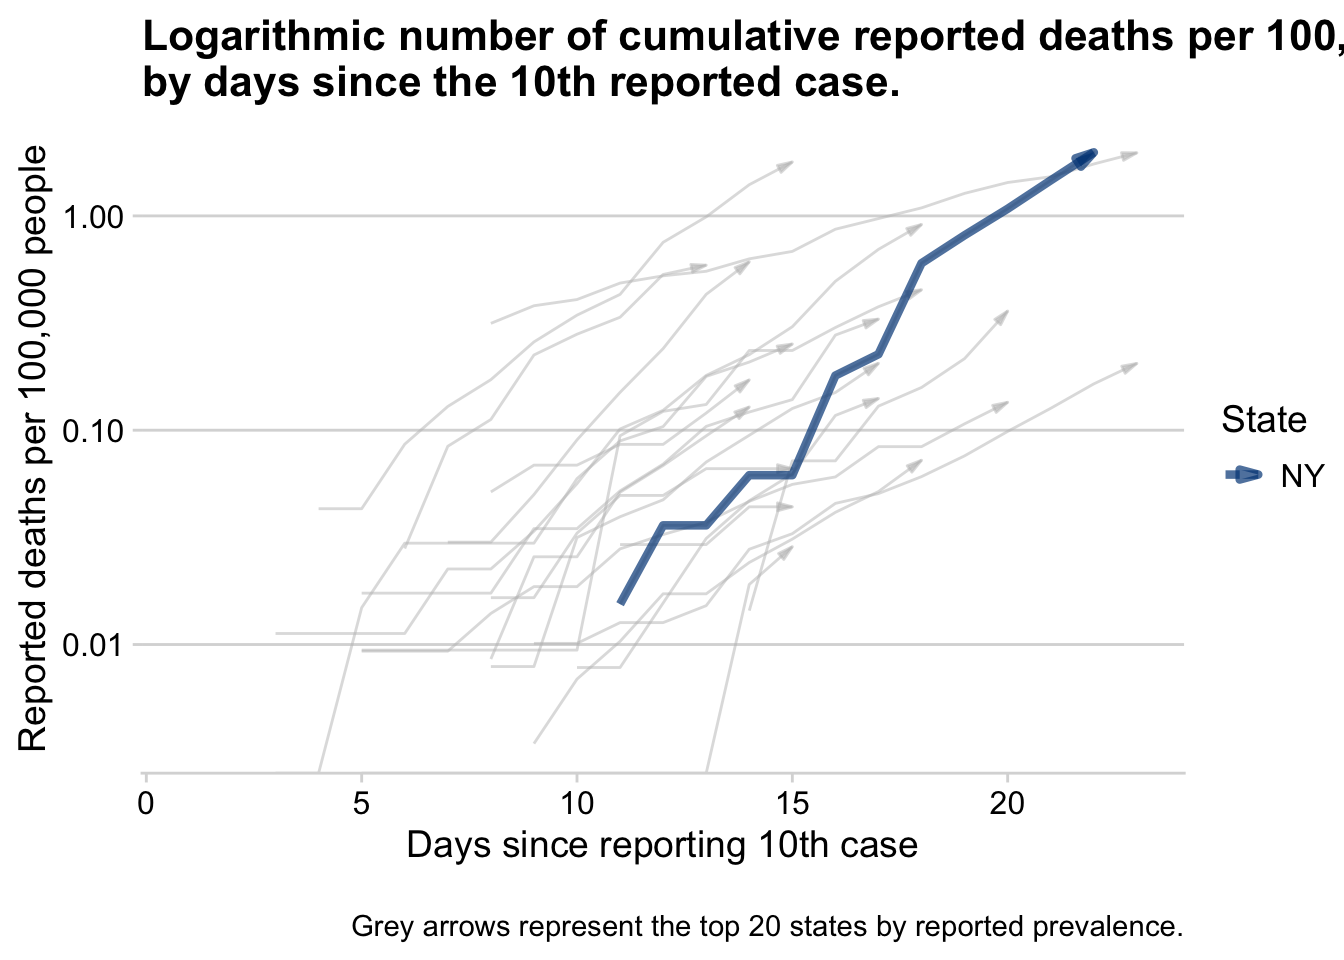 Logarithmic number of cumulative reported deaths per 100,
by days since the 10th reported case.
Reported deaths per 100,000 people
1.00
0.10
0.01
0
5
10
15
20
Days since reporting 10th case
State
NY
Grey arrows represent the top 20 states by reported prevalence.